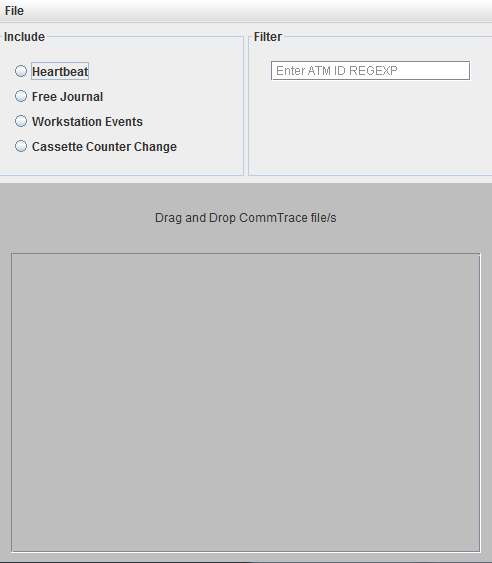 File
Include
Filter
Heartbeat
Enter ATM ID REGEXP
Free Journal
Workstation Events
Cassette Counter Change
Drag and Drop CommTrace file/s